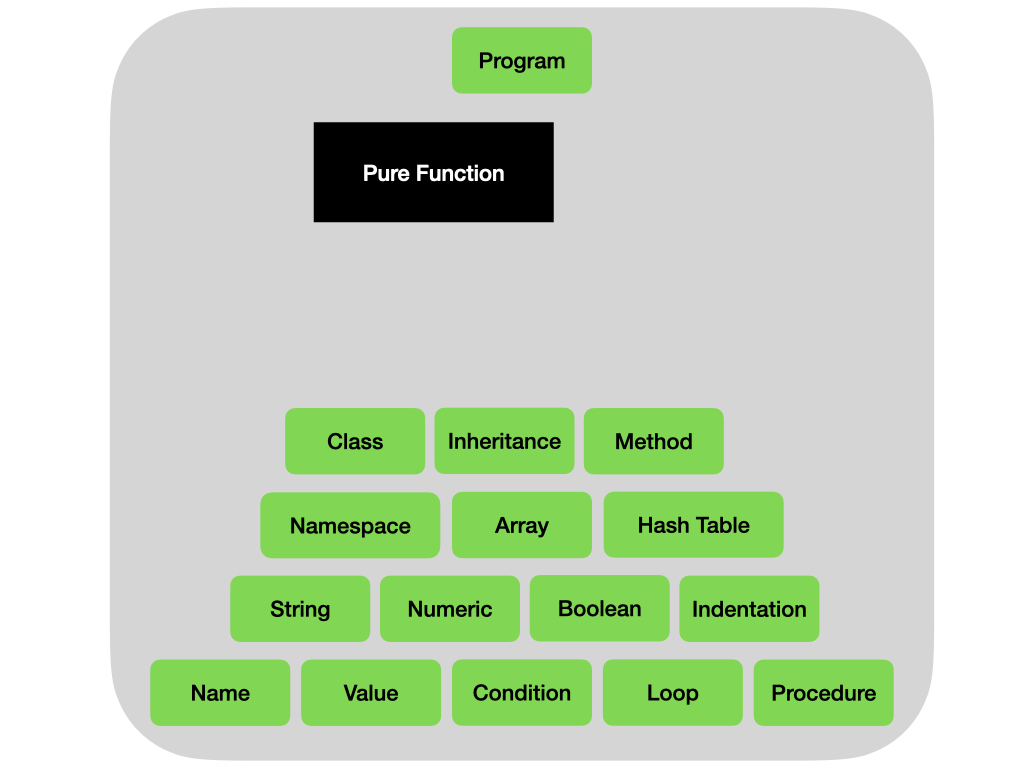 Program
Pure Function
Class Inheritance Method
Namespace Array Hash Table
String Numeric Boolean Indentation
Name Value Condition Loop Procedure